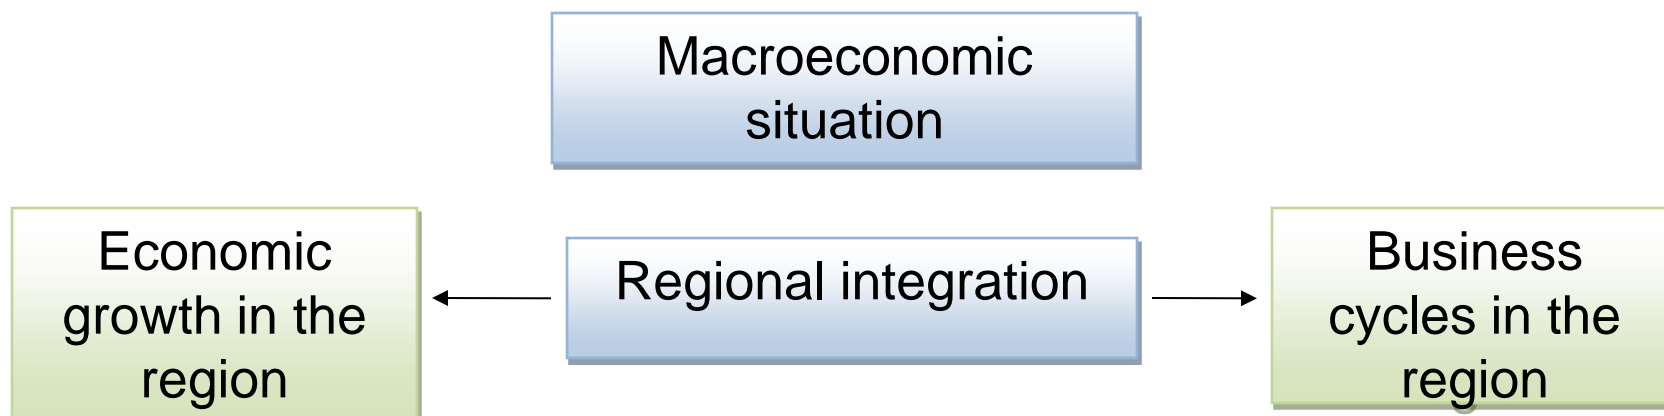 Macroeconomic
situation
Economic
growth in the
region
Regional integration
Business
cycles in the
region